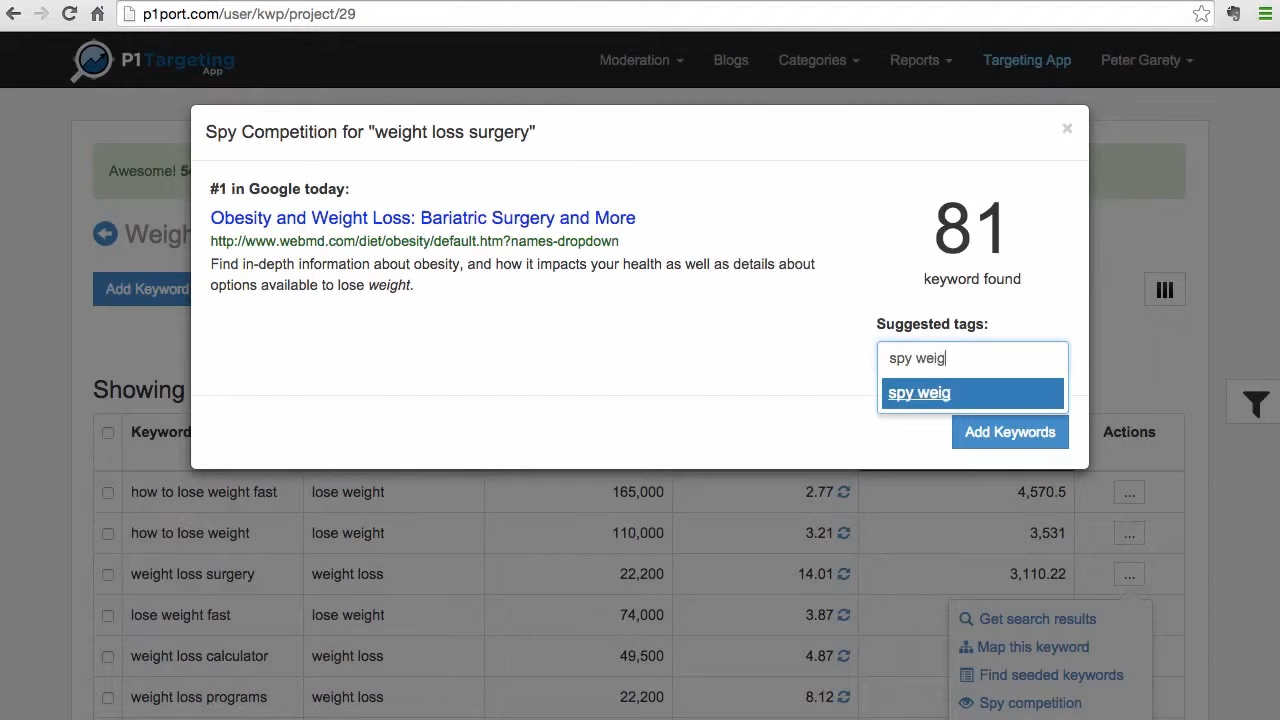 p1port.com/user/kwp/project/29
P1 Targeting App
Moderation Blogs Categories Reports Targeting App Peter Garety
Spy Competition for "weight loss surgery" ×
Awesome!
#1 in Google today:
Obesity and Weight Loss: Bariatric Surgery and More
http://www.webmd.com/diet/obesity/default.htm?names-dropdown
Find in-depth information about obesity, and how it impacts your health as well as details about
options available to lose weight.
81
keyword found
Weigh
Add Keyword
Suggested tags:
spy weig
spy weig
Showing
Add Keywords
Keyword Actions
how to lose weight fast lose weight 165,000 2.77 4,570.5 ...
how to lose weight lose weight 110,000 3.21 3,531 ...
weight loss surgery weight loss 22,200 14.01 3,110.22 ...
lose weight fast lose weight 74,000 3.87
Get search results
weight loss calculator weight loss 49,500 4.87
Map this keyword
Find seeded keywords
weight loss programs weight loss 22,200 8.12
Spy competition